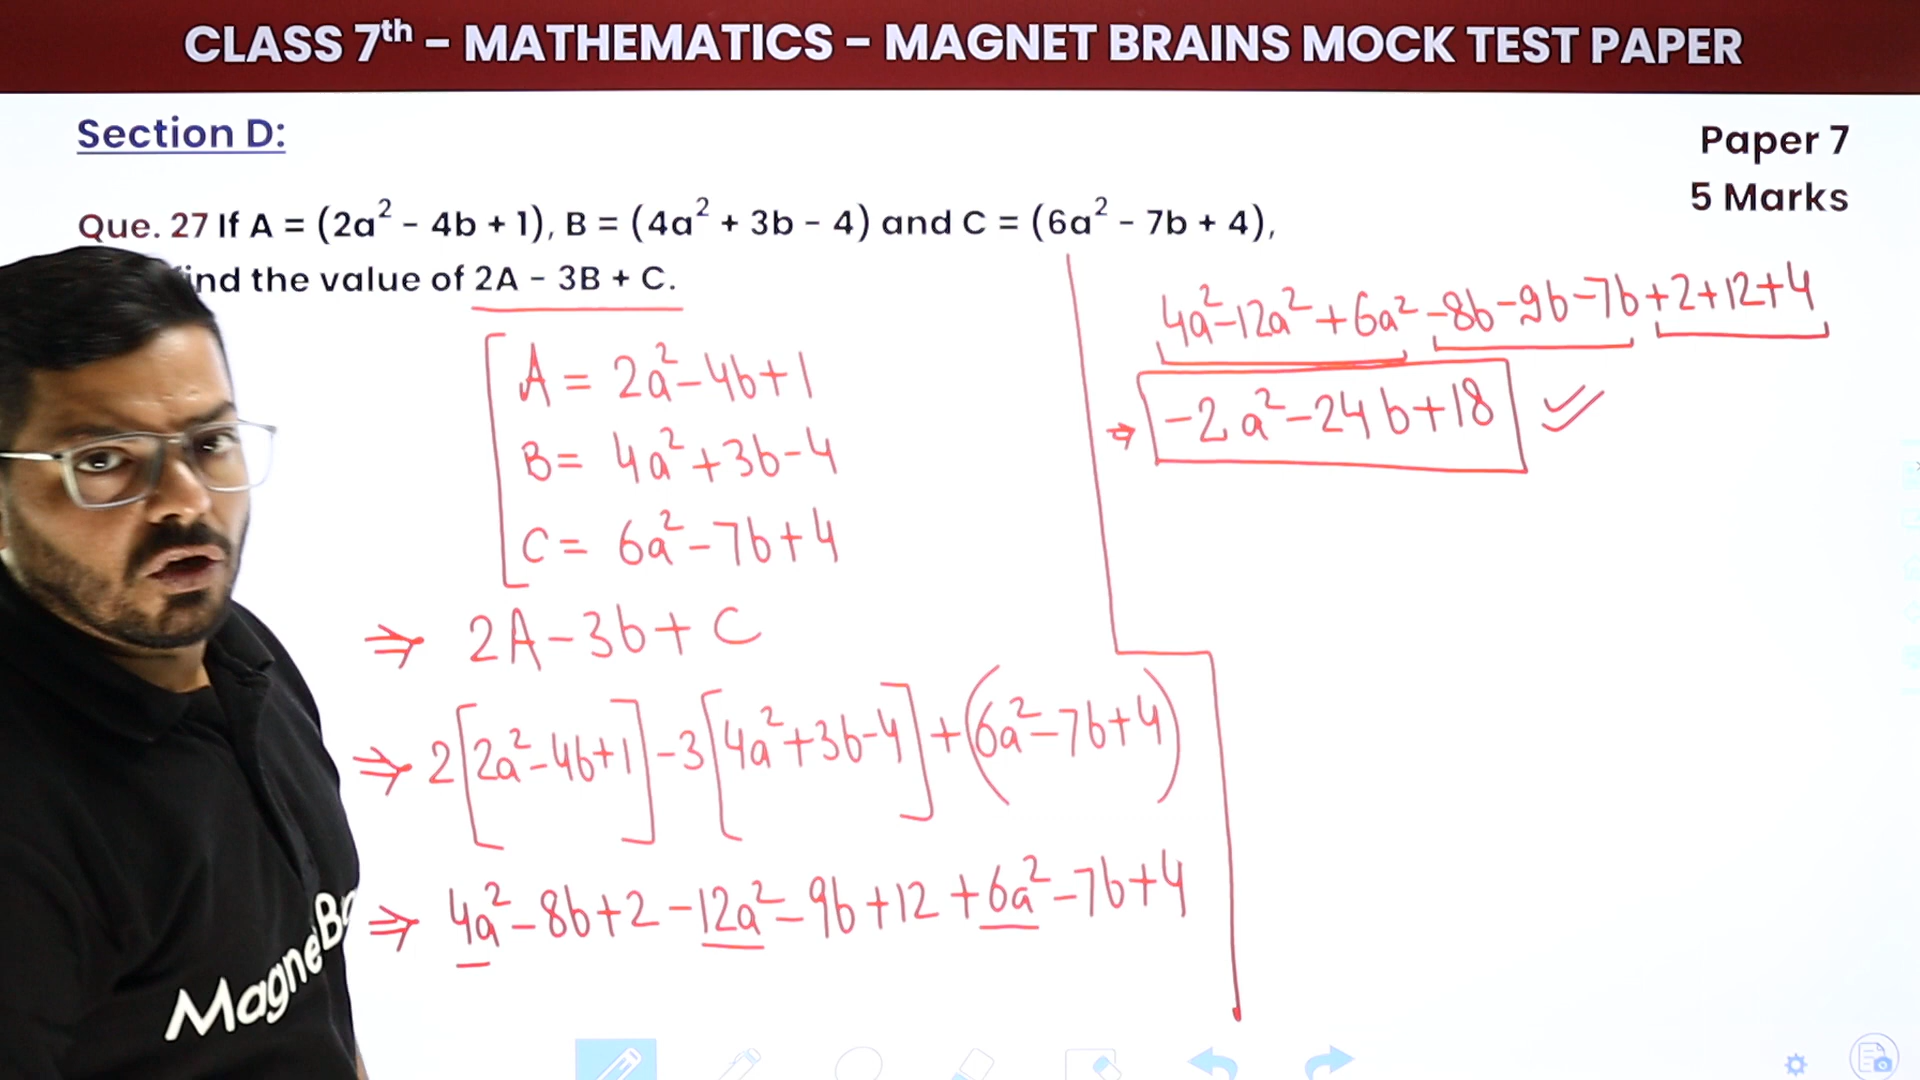 CLASS 7th – MATHEMATICS – MAGNET BRAINS MOCK TEST PAPER
Section D:
Paper 7
5 Marks
Que. 27 If A = (2a² - 4b + 1), B = (4a² + 3b - 4) and C = (6a² - 7b + 4),
ind the value of 2A - 3B + C.
A = 2a² - 4b + 1
B = 4a² + 3b - 4
C = 6a² - 7b + 4
⇒ 2A - 3b + C
⇒ 2[2a² - 4b + 1] - 3[4a² + 3b - 4] + (6a² - 7b + 4)
⇒ 4a² - 8b + 2 - 12a² - 9b + 12 + 6a² - 7b + 4
4a² - 12a² + 6a² - 8b - 9b - 7b + 2 + 12 + 4
⇒ -2a² - 24b + 18
MagneBr